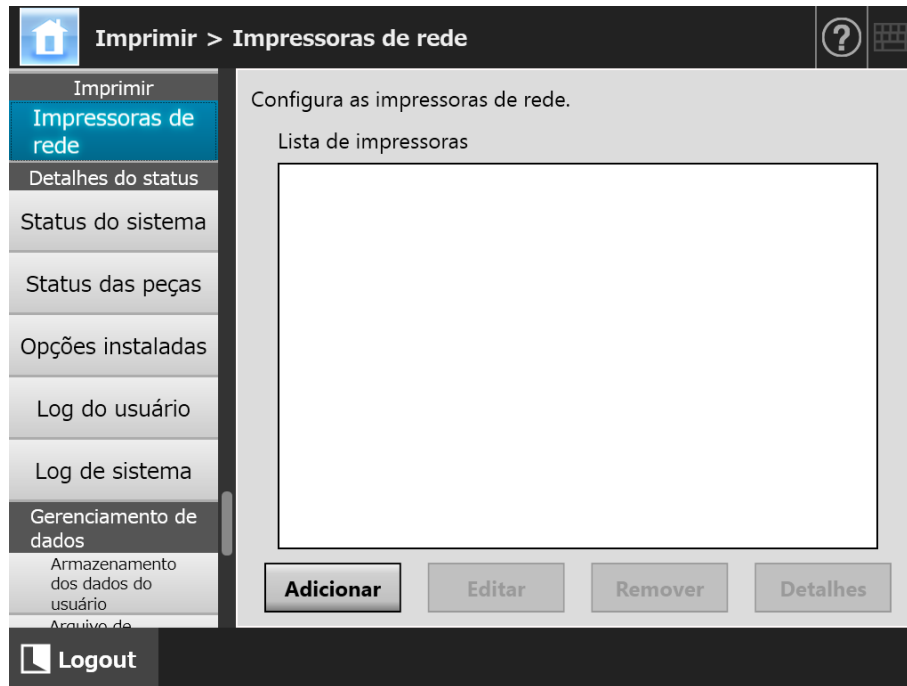 Imprimir > Impressoras de rede
?
Imprimir
Impressoras de
rede
Detalhes do status
Status do sistema
Status das peças
Opções instaladas
Log do usuário
Log de sistema
Gerenciamento de
dados
Armazenamento
dos dados do
usuário
Arquivo de
Configura as impressoras de rede.
Lista de impressoras
Adicionar
Editar
Remover
Detalhes
Logout